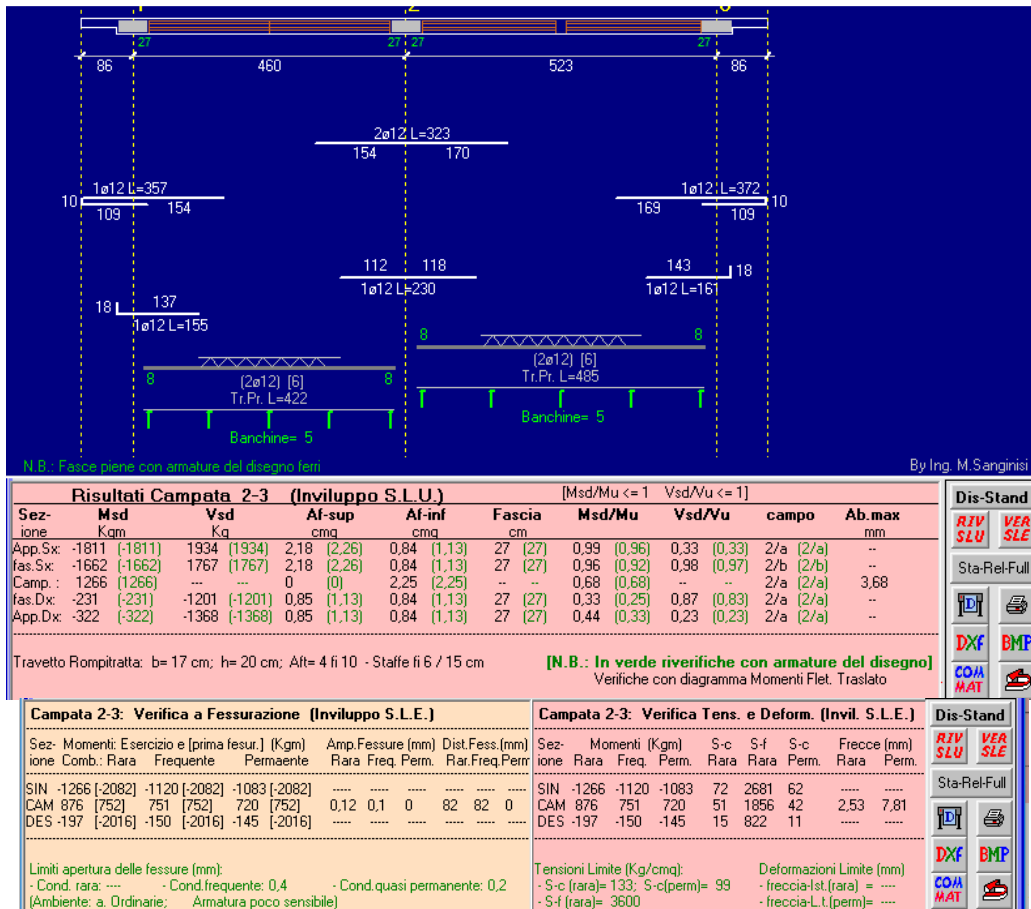 1 2 3
27 27 27 27
86 460 523 86
2ø12 L=323
154 170
1ø12 L=357 1ø12 L=372
10 109 154 169 109 10
112 118 143 18
1ø12 L=230 1ø12 L=161
18 137
1ø12 L=155
8 8
8 (2ø12) [6] 8 (2ø12) [6]
Tr.Pr. L=422 Tr.Pr. L=485
Banchine= 5
Banchine= 5
N.B.: Fasce piene con armature del disegno ferri By Ing. M.Sanginisi
Risultati Campata 2-3 (Inviluppo S.L.U.) [Msd/Mu <= 1 Vsd/Vu <= 1]
Sez- Msd Vsd Af-sup Af-inf Fascia Msd/Mu Vsd/Vu campo Ab.max
ione Kgm Kg cmq cmq cm mm
App.Sx: -1811 (-1811) 1934 (1934) 2,18 (2,26) 0,84 (1,13) 27 (27) 0,99 (0,96) 0,33 (0,33) 2/a (2/a) --
fas.Sx: -1662 (-1662) 1767 (1767) 2,18 (2,26) 0,84 (1,13) 27 (27) 0,96 (0,92) 0,98 (0,97) 2/b (2/b) --
Camp. : 1266 (1266) --- --- 0 (0) 2,25 (2,25) --- --- 0,68 (0,68) --- --- 2/a (2/a) 3,68
fas.Dx: -231 (-231) -1201 (-1201) 0,85 (1,13) 0,84 (1,13) 27 (27) 0,33 (0,25) 0,87 (0,83) 2/a (2/a) --
App.Dx: -322 (-322) -1368 (-1368) 0,85 (1,13) 0,84 (1,13) 27 (27) 0,44 (0,33) 0,23 (0,23) 2/a (2/a) --
Travetto Rompitratta: b= 17 cm; h= 20 cm; Aft= 4 fi 10 - Staffe fi 6 / 15 cm [N.B.: In verde riverifiche con armature del disegno]
Verifiche con diagramma Momenti Flet. Traslato
Dis-Stand
RIV SLU VER SLE
Sta-Rel-Full
D
DXf BMP
COM MAT
Campata 2-3: Verifica a Fessurazione (Inviluppo S.L.E.)
Sez- Momenti: Esercizio e [prima fesur.] (Kgm) Amp.Fessure (mm) Dist.Fess.(mm)
ione Comb.: Rara Frequente Permaente Rara Freq. Perm. Rar.Freq.Perm
SIN -1266 [-2082] -1120 [-2082] -1083 [-2082] ----- ----- ----- ----- ----- -----
CAM 876 [752] 751 [752] 720 [752] 0,12 0,1 0 82 82 0
DES -197 [-2016] -150 [-2016] -145 [-2016] ----- ----- ----- ----- ----- -----
Limiti apertura delle fessure (mm):
- Cond. rara: ---- - Cond.frequente: 0,4 - Cond.quasi permanente: 0,2
(Ambiente: a. Ordinarie; Armatura poco sensibile)
Campata 2-3: Verifica Tens. e Deform. (Invil. S.L.E.)
Sez- Momenti (Kgm) S-c S-f S-c Frecce (mm)
ione Rara Freq. Perm. Rara Rara Perm. Rara Perm.
SIN -1266 -1120 -1083 72 2681 62 ----- -----
CAM 876 751 720 51 1856 42 2,53 7,81
DES -197 -150 -145 15 822 11 ----- -----
Tensioni Limite (Kg/cmq): Deformazioni Limite (mm)
- S-c (rara)= 133; S-c(perm)= 99 - freccia-Ist.(rara) = ----
- S-f (rara)= 3600 - freccia-L.t.(perm)= ----
Dis-Stand
RIV SLU VER SLE
Sta-Rel-Full
D
DXf BMP
COM MAT